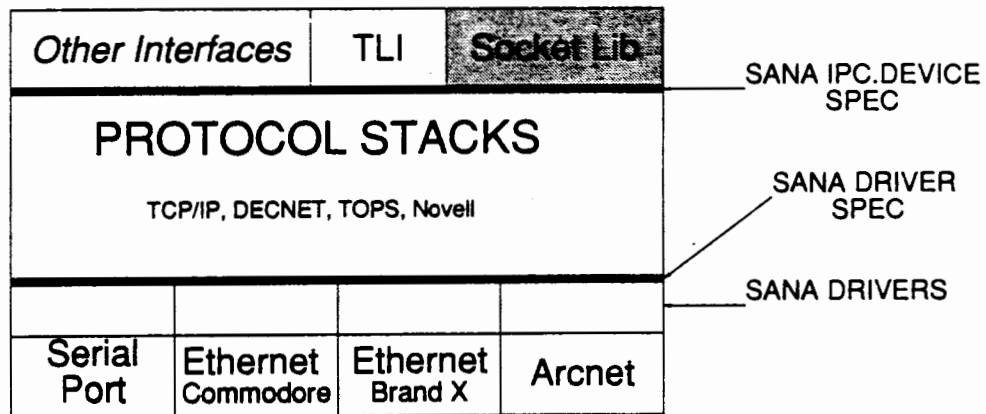 Other Interfaces
TLI
Socket Lib
SANA IPC.DEVICE
SPEC
PROTOCOL STACKS
TCP/IP, DECNET, TOPS, Novell
SANA DRIVER
SPEC
SANA DRIVERS
Serial
Port
Ethernet
Commodore
Ethernet
Brand X
Arcnet